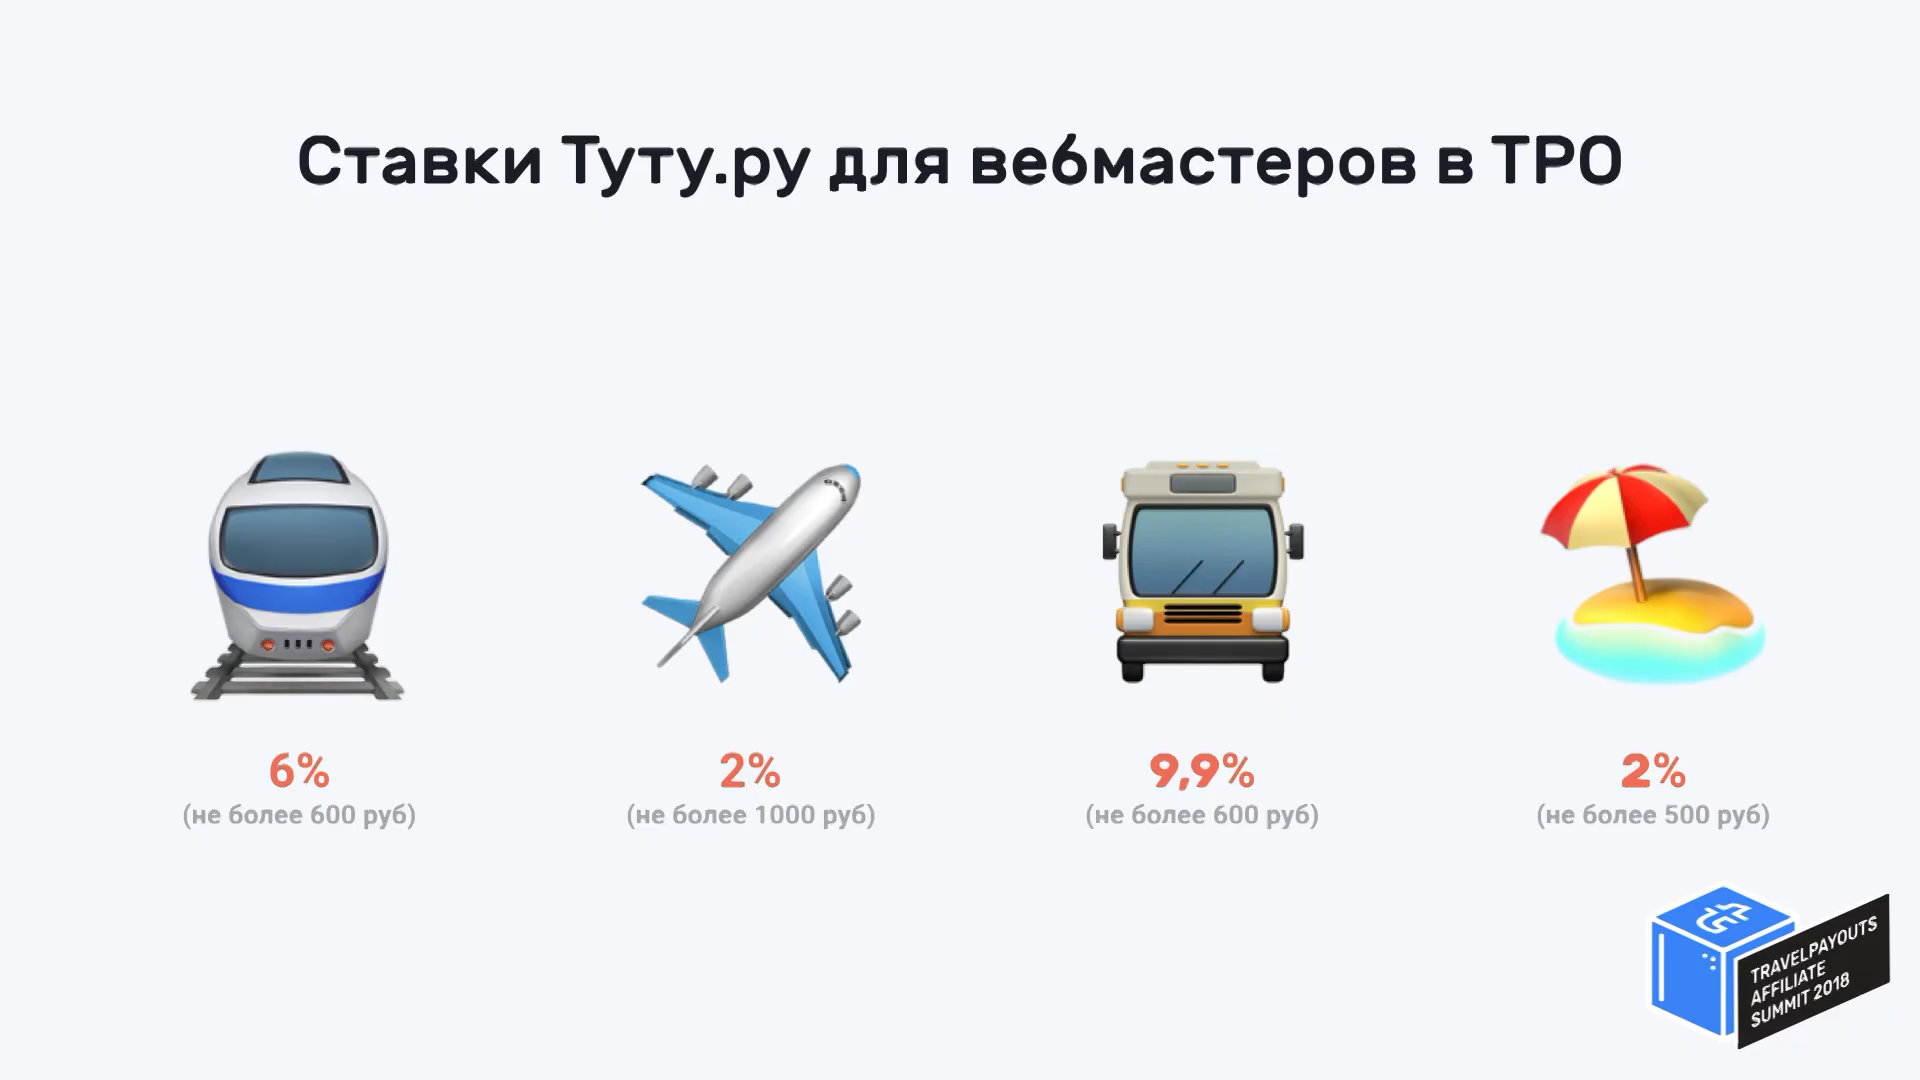 Ставки Туту.ру для вебмастеров в ТРО
6%
(не более 600 руб)
2%
(не более 1000 руб)
9,9%
(не более 600 руб)
2%
(не более 500 руб)
TRAVELPAYOUTS
AFFILIATE
SUMMIT 2018